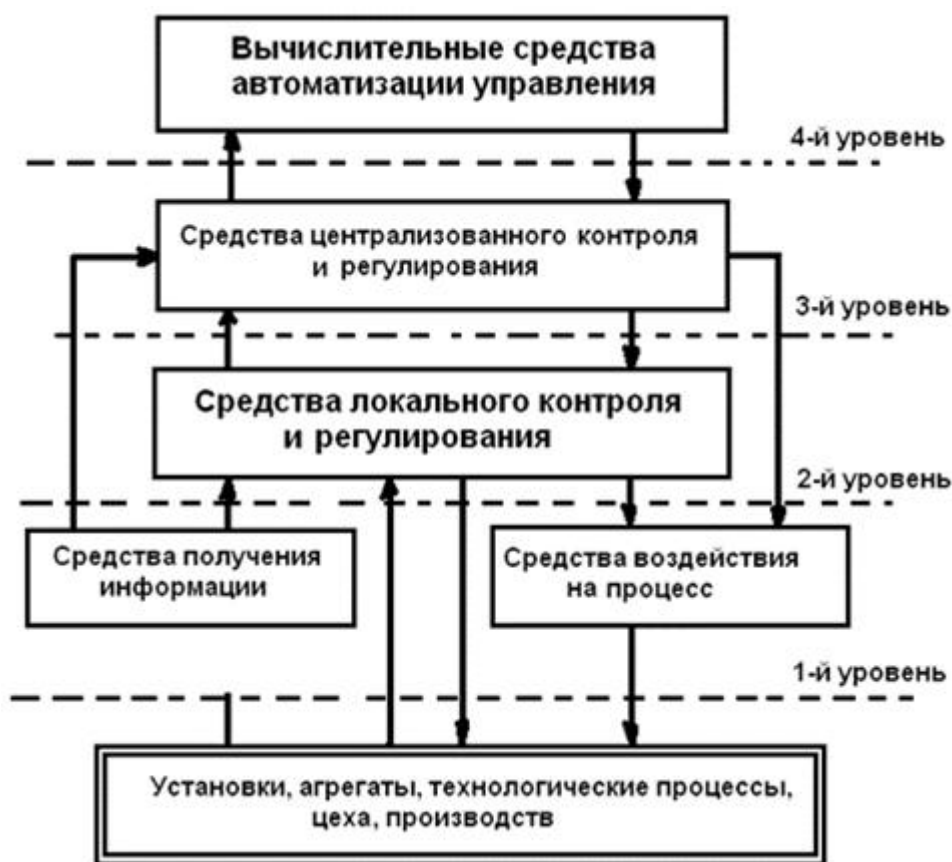 Вычислительные средства
автоматизации управления
4-й уровень
Средства централизованного контроля
и регулирования
3-й уровень
Средства локального контроля
и регулирования
2-й уровень
Средства получения
информации
Средства воздействия
на процесс
1-й уровень
Установки, агрегаты, технологические процессы,
цеха, производств